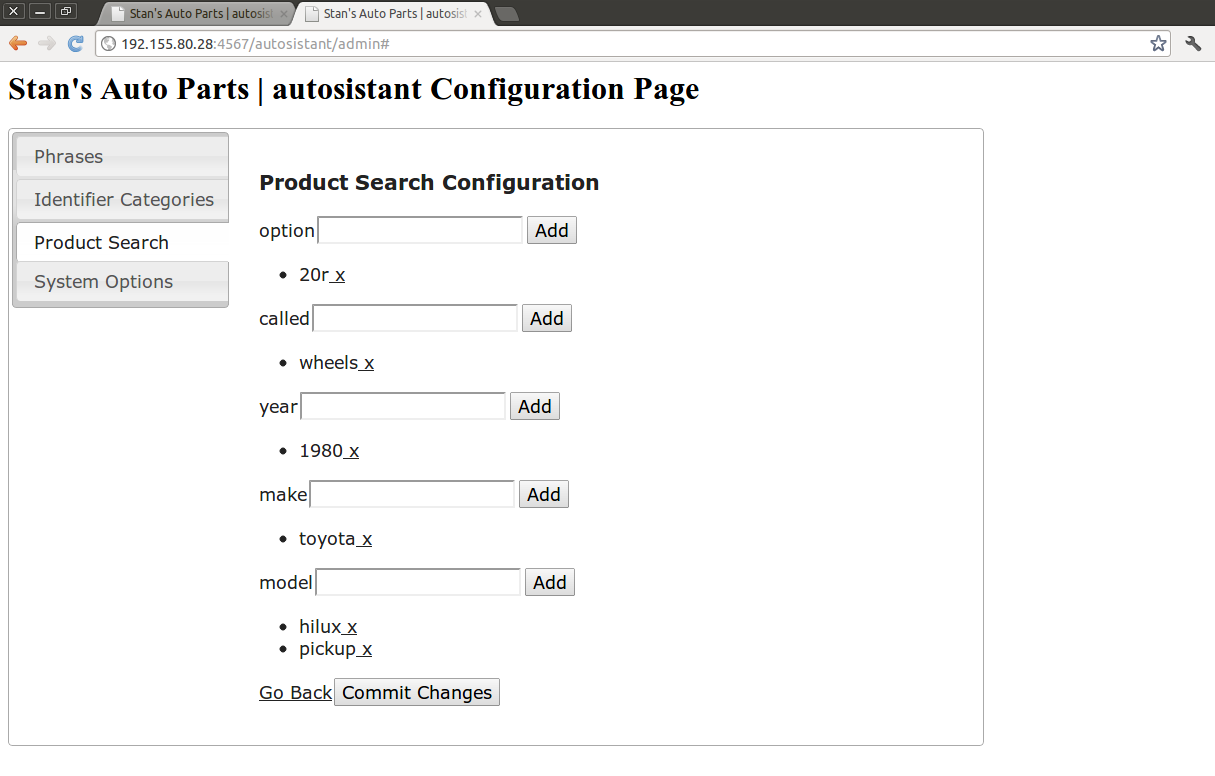 Stan's Auto Parts | autosis
Stan's Auto Parts | autosis
192.155.80.28:4567/autosistant/admin#
Stan's Auto Parts | autosistant Configuration Page
Phrases
Identifier Categories
Product Search
System Options
Product Search Configuration
option Add
20r x
called Add
wheels x
year Add
1980 x
make Add
toyota x
model Add
hilux x
pickup x
Go Back Commit Changes